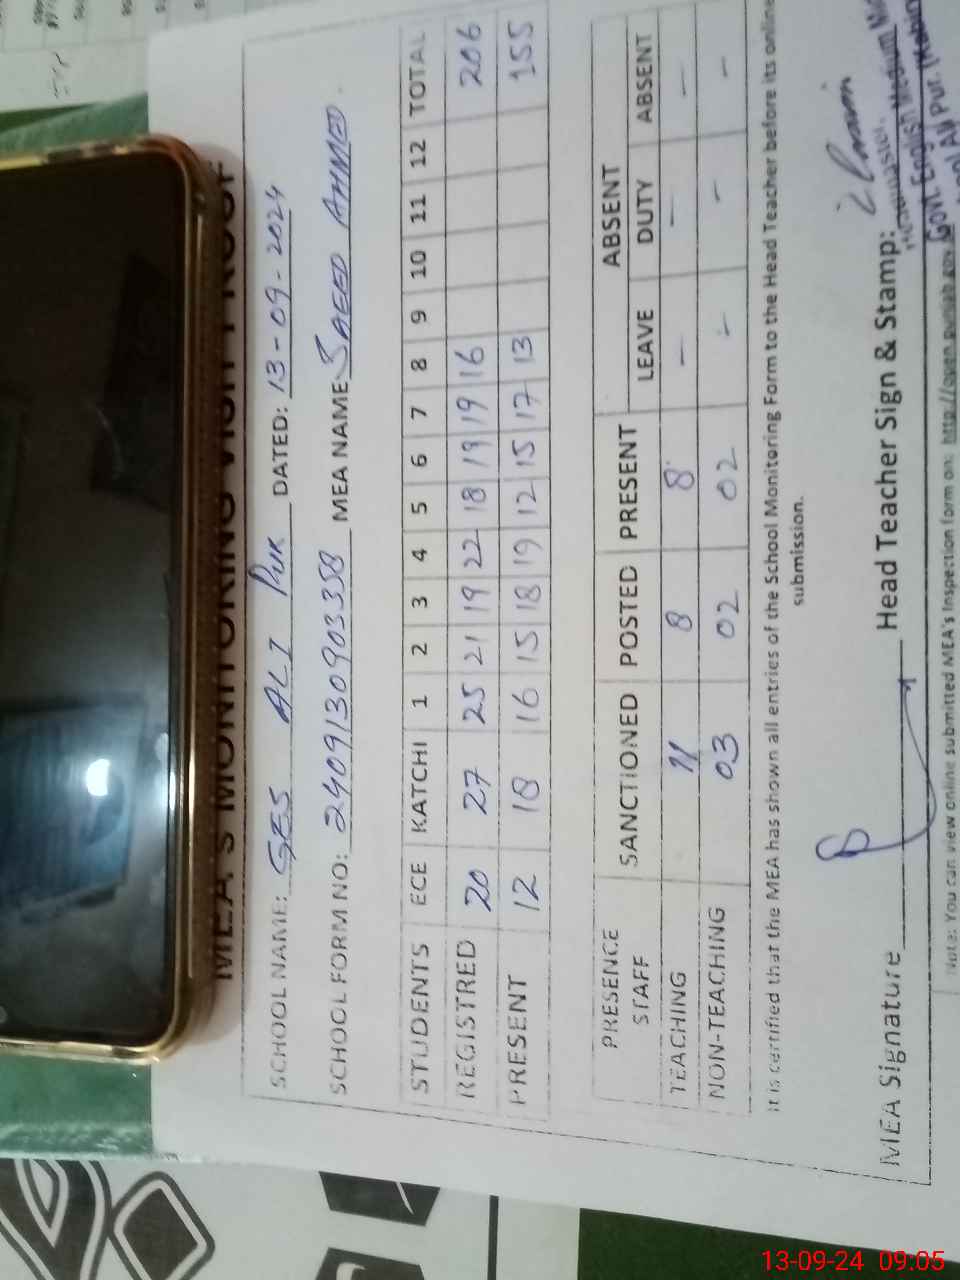 MEA's MONITORING VISIT PROOF
SCHOOL NAME: GES ALI PUR DATED: 13-09-2024
SCHOOL FORM NO: 24091309903358 MEA NAME: SAEED AHMED.
STUDENTS ECE KATCHI 1 2 3 4 5 6 7 8 9 10 11 12 TOTAL
REGISTRED 20 27 25 21 19 22 18 19 19 16 206
PRESENT 12 18 16 15 18 19 12 15 17 13 155
PRESENCE STAFF SANCTIONED POSTED PRESENT ABSENT
LEAVE DUTY ABSENT
TEACHING 11 8 8 - - -
NON-TEACHING 03 02 02 - - -
It is certified that the MEA has shown all entries of the School Monitoring Form to the Head Teacher before its online
submission.
MEA Signature Head Teacher Sign & Stamp:
Headmaster,
Govt. English Medium
Ali Pur.
Note: You can view online submitted MEA's Inspection form on: http://open.punjab.gov.
13-09-24 09:05